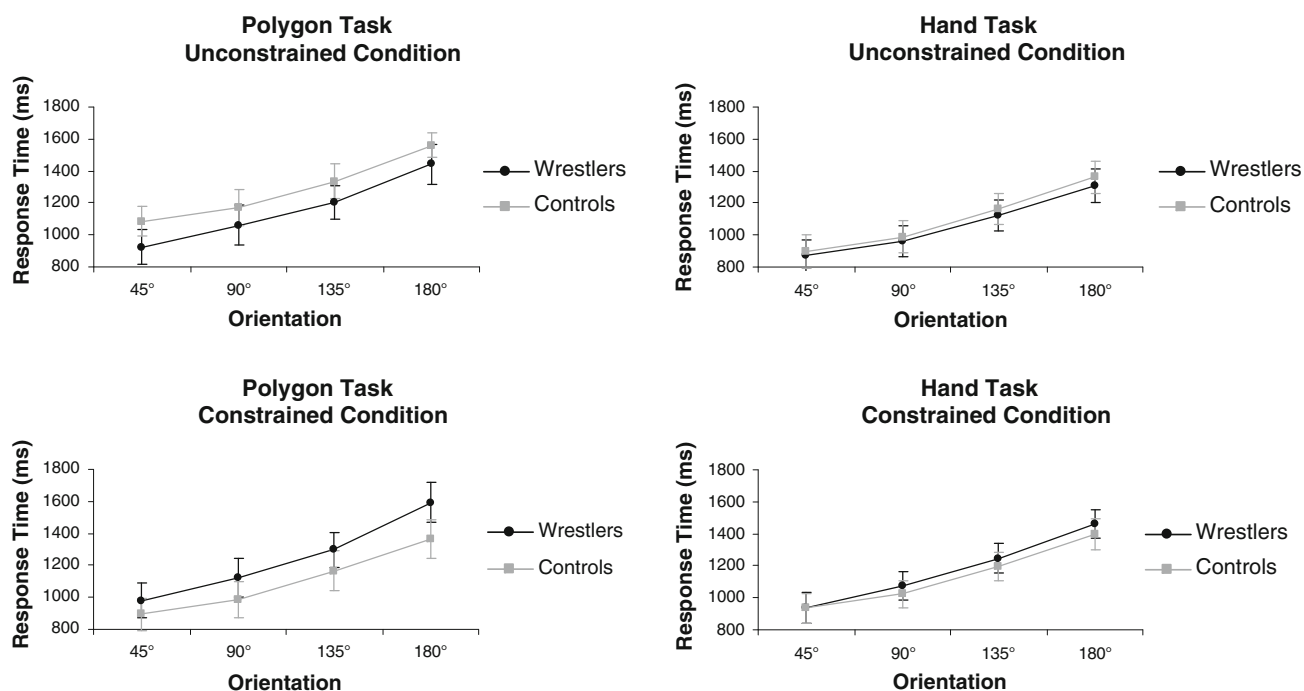 Polygon Task
Unconstrained Condition
Response Time (ms)
1800
1600
1400
1200
1000
800
45°
90°
135°
180°
Orientation
Wrestlers
Controls
Hand Task
Unconstrained Condition
Response Time (ms)
1800
1600
1400
1200
1000
800
45°
90°
135°
180°
Orientation
Wrestlers
Controls
Polygon Task
Constrained Condition
Response Time (ms)
1800
1600
1400
1200
1000
800
45°
90°
135°
180°
Orientation
Wrestlers
Controls
Hand Task
Constrained Condition
Response Time (ms)
1800
1600
1400
1200
1000
800
45°
90°
135°
180°
Orientation
Wrestlers
Controls